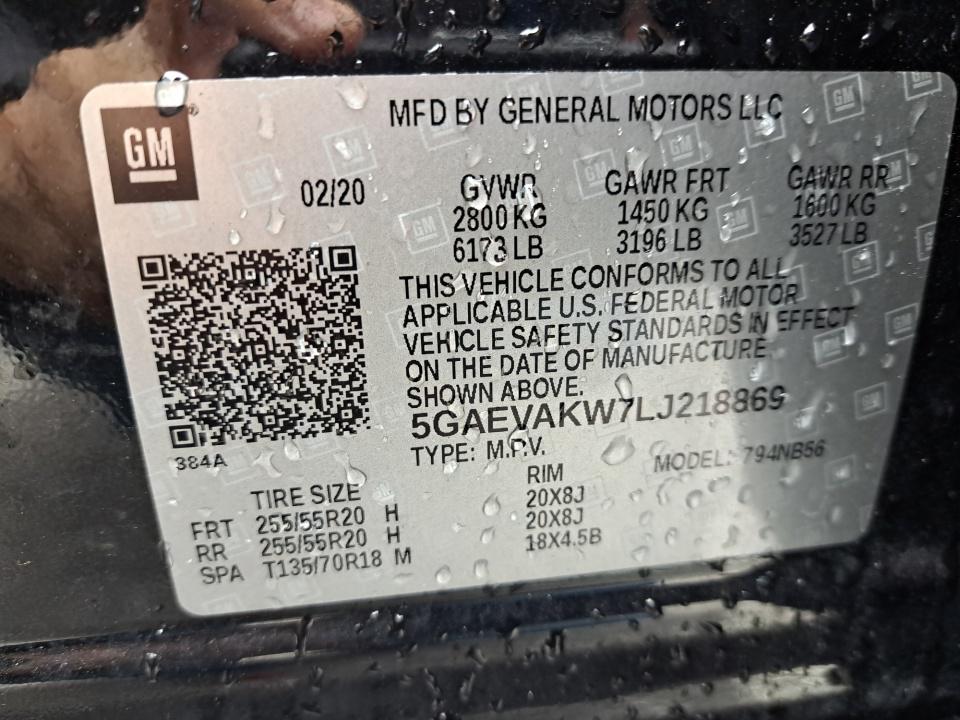 GM
MFD BY GENERAL MOTORS LLC
02/20
GVWR GAWR FRT GAWR RR
2800 KG 1450 KG 1600 KG
6173 LB 3196 LB 3527 LB
THIS VEHICLE CONFORMS TO ALL
APPLICABLE U.S. FEDERAL MOTOR
VEHICLE SAFETY STANDARDS IN EFFECT
ON THE DATE OF MANUFACTURE
SHOWN ABOVE.
5GAEVAKW7LJ218869
384A
TYPE: M.P.V. MODEL: 794NB56
TIRE SIZE RIM
FRT 255/55R20 H 20X8J
RR 255/55R20 H 20X8J
SPA T135/70R18 M 18X4.5B